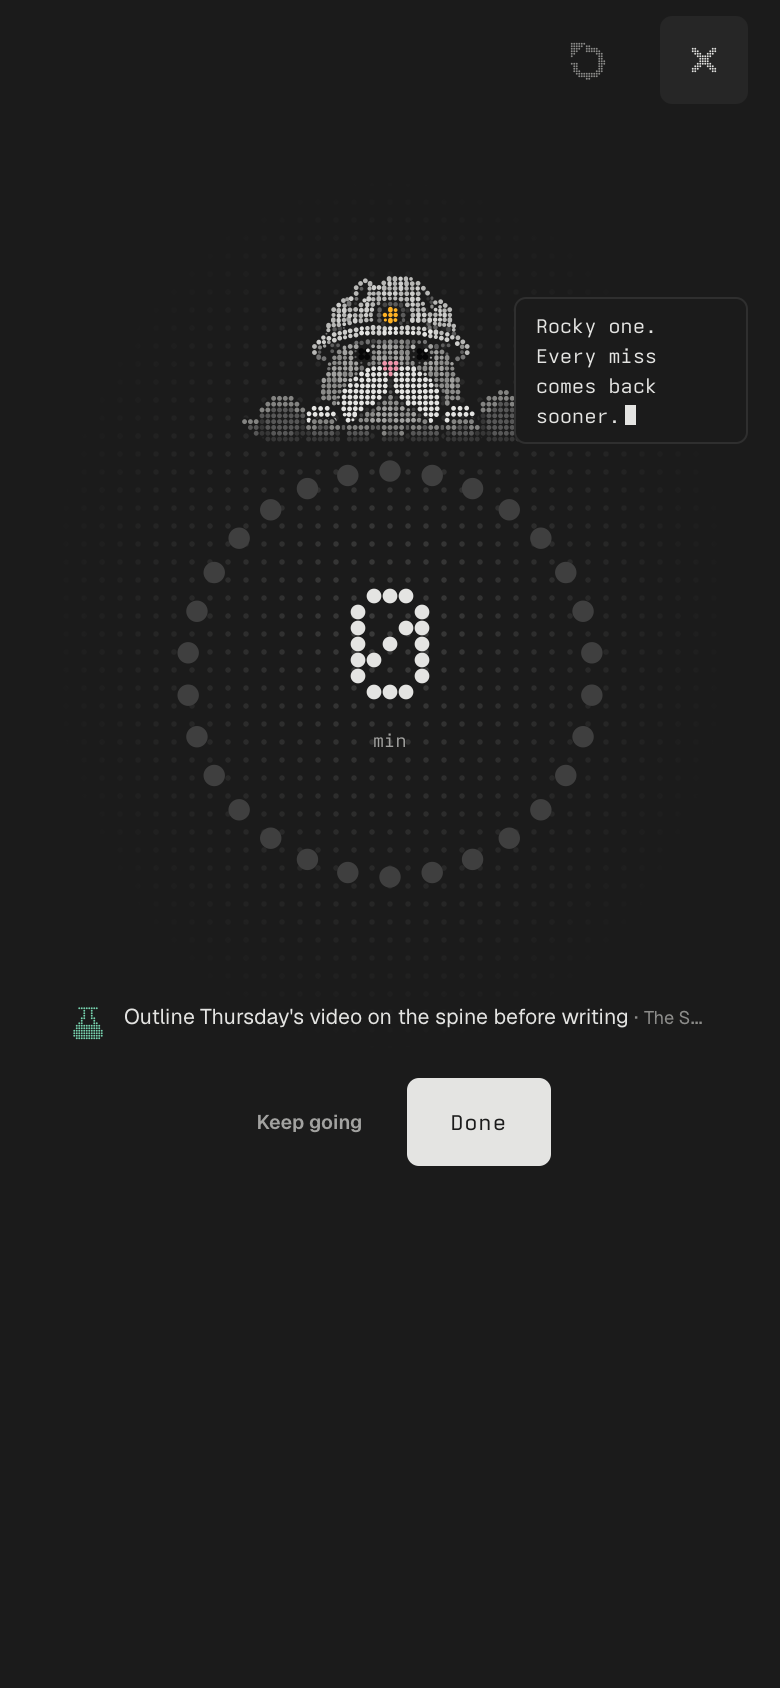 Rocky one.
Every miss
comes back
sooner.
0
min
Outline Thursday's video on the spine before writing · The S…
Keep going
Done